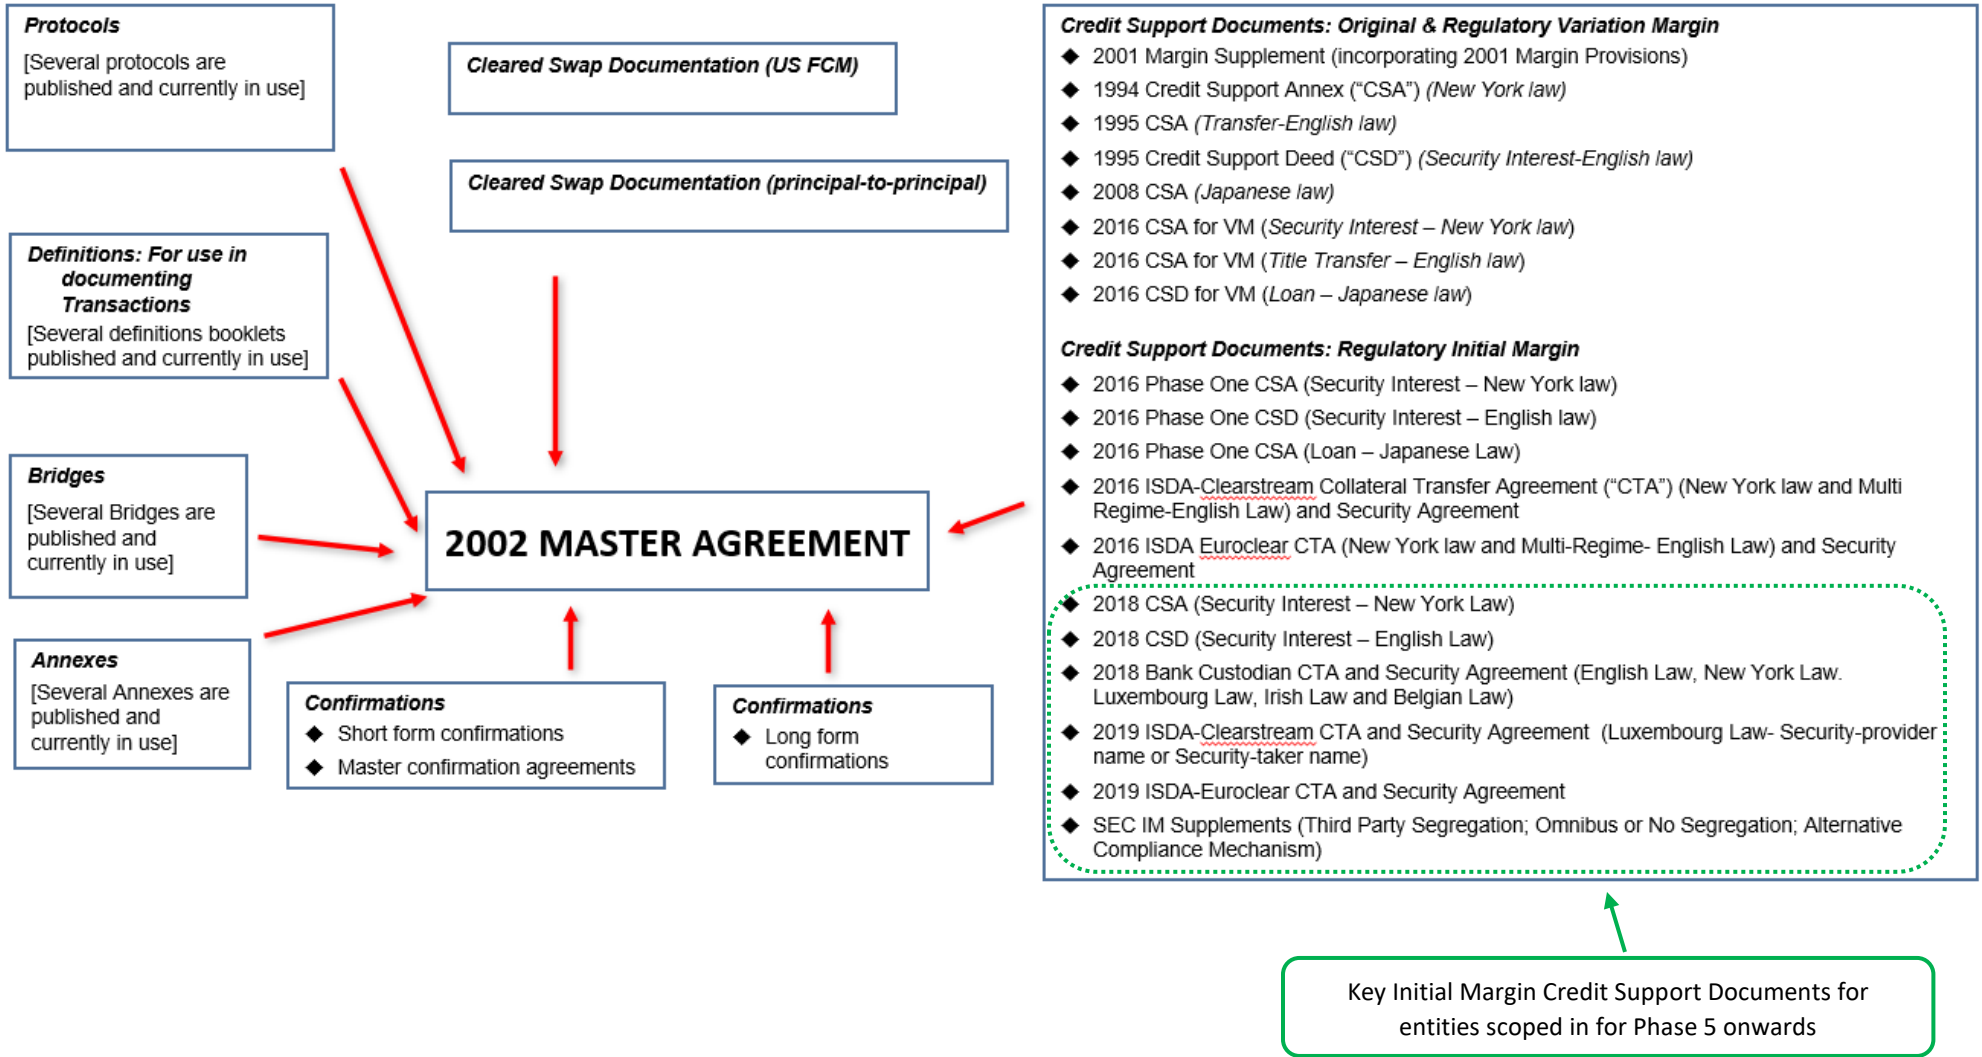 Protocols
[Several protocols are
published and currently in use]
Cleared Swap Documentation (US FCM)
Cleared Swap Documentation (principal-to-principal)
Definitions: For use in
documenting
Transactions
[Several definitions booklets
published and currently in use]
Bridges
[Several Bridges are
published and
currently in use]
Annexes
[Several Annexes are
published and
currently in use]
2002 MASTER AGREEMENT
Confirmations
◆ Short form confirmations
◆ Master confirmation agreements
Confirmations
◆ Long form
confirmations
Credit Support Documents: Original & Regulatory Variation Margin
◆ 2001 Margin Supplement (incorporating 2001 Margin Provisions)
◆ 1994 Credit Support Annex (“CSA”) (New York law)
◆ 1995 CSA (Transfer-English law)
◆ 1995 Credit Support Deed (“CSD”) (Security Interest-English law)
◆ 2008 CSA (Japanese law)
◆ 2016 CSA for VM (Security Interest – New York law)
◆ 2016 CSA for VM (Title Transfer – English law)
◆ 2016 CSD for VM (Loan – Japanese law)
Credit Support Documents: Regulatory Initial Margin
◆ 2016 Phase One CSA (Security Interest – New York law)
◆ 2016 Phase One CSD (Security Interest – English law)
◆ 2016 Phase One CSA (Loan – Japanese Law)
◆ 2016 ISDA-Clearstream Collateral Transfer Agreement (“CTA”) (New York law and Multi
Regime-English Law) and Security Agreement
◆ 2016 ISDA Euroclear CTA (New York law and Multi-Regime- English Law) and Security
Agreement
◆ 2018 CSA (Security Interest – New York Law)
◆ 2018 CSD (Security Interest – English Law)
◆ 2018 Bank Custodian CTA and Security Agreement (English Law, New York Law.
Luxembourg Law, Irish Law and Belgian Law)
◆ 2019 ISDA-Clearstream CTA and Security Agreement  (Luxembourg Law- Security-provider
name or Security-taker name)
◆ 2019 ISDA-Euroclear CTA and Security Agreement
◆ SEC IM Supplements (Third Party Segregation; Omnibus or No Segregation; Alternative
Compliance Mechanism)
Key Initial Margin Credit Support Documents for
entities scoped in for Phase 5 onwards